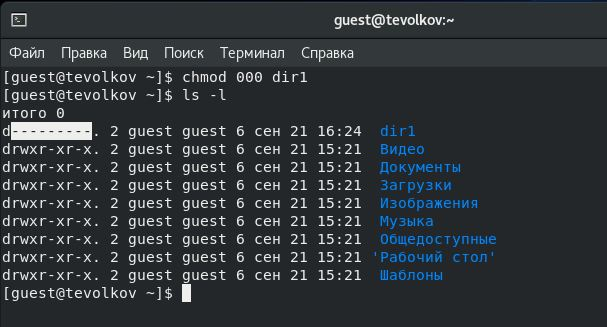 guest@tevolkov:~
Файл Правка Вид Поиск Терминал Справка
[guest@tevolkov ~]$ chmod 000 dir1
[guest@tevolkov ~]$ ls -l
итого 0
d---------. 2 guest guest 6 сен 21 16:24  dir1
drwxr-xr-x. 2 guest guest 6 сен 21 15:21  Видео
drwxr-xr-x. 2 guest guest 6 сен 21 15:21  Документы
drwxr-xr-x. 2 guest guest 6 сен 21 15:21  Загрузки
drwxr-xr-x. 2 guest guest 6 сен 21 15:21  Изображения
drwxr-xr-x. 2 guest guest 6 сен 21 15:21  Музыка
drwxr-xr-x. 2 guest guest 6 сен 21 15:21  Общедоступные
drwxr-xr-x. 2 guest guest 6 сен 21 15:21 'Рабочий стол'
drwxr-xr-x. 2 guest guest 6 сен 21 15:21  Шаблоны
[guest@tevolkov ~]$